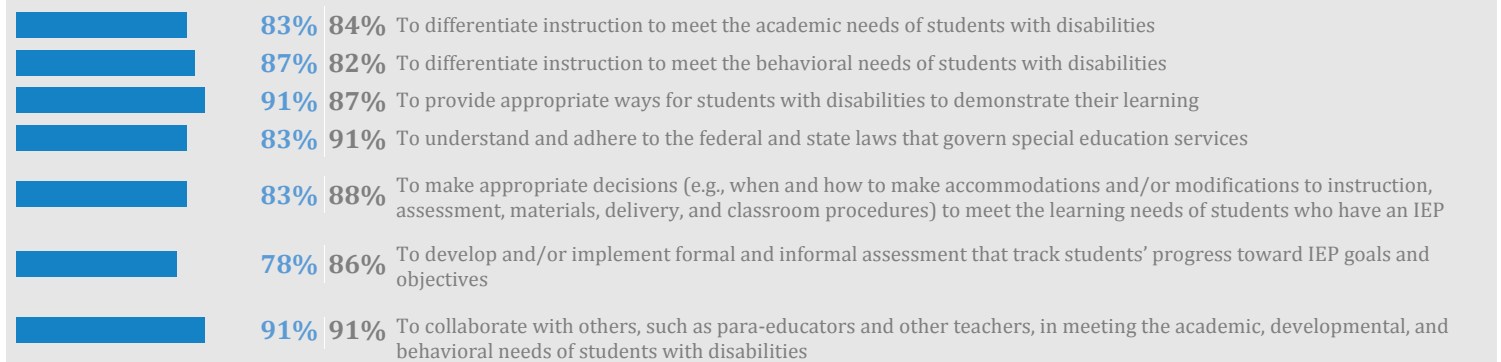 83% 84% To differentiate instruction to meet the academic needs of students with disabilities
87% 82% To differentiate instruction to meet the behavioral needs of students with disabilities
91% 87% To provide appropriate ways for students with disabilities to demonstrate their learning
83% 91% To understand and adhere to the federal and state laws that govern special education services
83% 88% To make appropriate decisions (e.g., when and how to make accommodations and/or modifications to instruction,
assessment, materials, delivery, and classroom procedures) to meet the learning needs of students who have an IEP
78% 86% To develop and/or implement formal and informal assessment that track students’ progress toward IEP goals and
objectives
91% 91% To collaborate with others, such as para-educators and other teachers, in meeting the academic, developmental, and
behavioral needs of students with disabilities